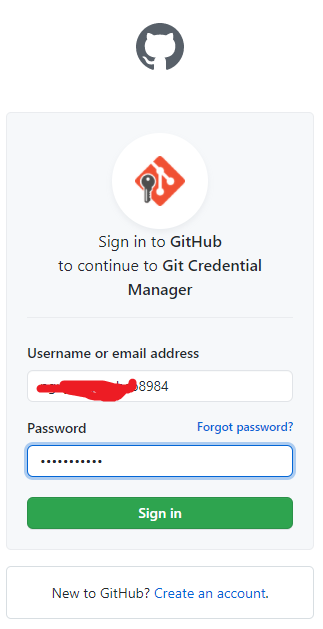 Sign in to GitHub
to continue to Git Credential
Manager
Username or email address
8984
Password
Forgot password?
•••••••••••
Sign in
New to GitHub? Create an account.